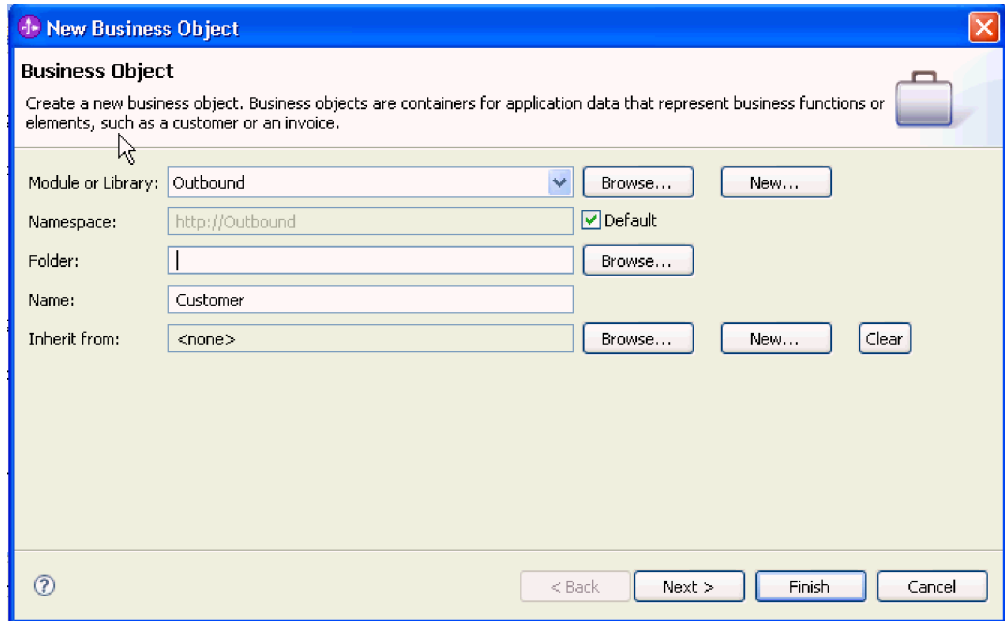 New Business Object
Business Object
Create a new business object. Business objects are containers for application data that represent business functions or
elements, such as a customer or an invoice.
Module or Library: Outbound Browse... New...
Namespace: http://Outbound Default
Folder: Browse...
Name: Customer
Inherit from: <none> Browse... New... Clear
< Back Next > Finish Cancel